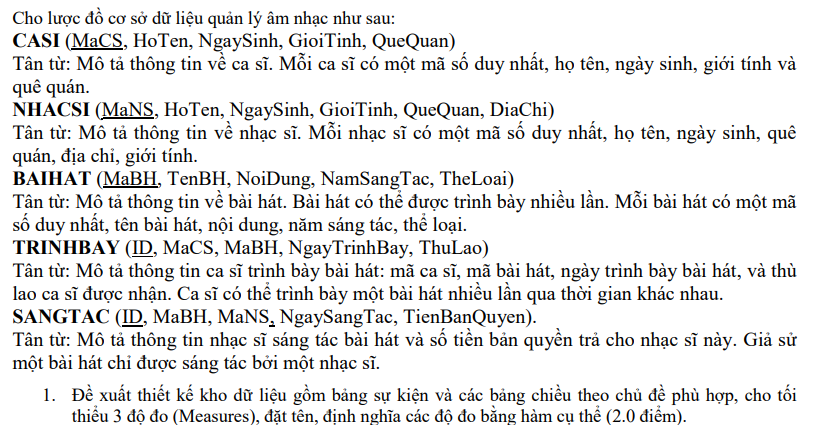 Cho lược đồ cơ sở dữ liệu quản lý âm nhạc như sau:
CASI (MaCS, HoTen, NgaySinh, GioiTinh, QueQuan)
Tân từ: Mô tả thông tin về ca sĩ. Mỗi ca sĩ có một mã số duy nhất, họ tên, ngày sinh, giới tính và
quê quán.
NHACSI (MaNS, HoTen, NgaySinh, GioiTinh, QueQuan, DiaChi)
Tân từ: Mô tả thông tin về nhạc sĩ. Mỗi nhạc sĩ có một mã số duy nhất, họ tên, ngày sinh, quê
quán, địa chỉ, giới tính.
BAIHAT (MaBH, TenBH, NoiDung, NamSangTac, TheLoai)
Tân từ: Mô tả thông tin về bài hát. Bài hát có thể được trình bày nhiều lần. Mỗi bài hát có một mã
số duy nhất, tên bài hát, nội dung, năm sáng tác, thể loại.
TRINHBAY (ID, MaCS, MaBH, NgayTrinhBay, ThuLao)
Tân từ: Mô tả thông tin ca sĩ trình bày bài hát: mã ca sĩ, mã bài hát, ngày trình bày bài hát, và thù
lao ca sĩ được nhận. Ca sĩ có thể trình bày một bài hát nhiều lần qua thời gian khác nhau.
SANGTAC (ID, MaBH, MaNS, NgaySangTac, TienBanQuyen).
Tân từ: Mô tả thông tin nhạc sĩ sáng tác bài hát và số tiền bản quyền trả cho nhạc sĩ này. Giả sử
một bài hát chỉ được sáng tác bởi một nhạc sĩ.
1. Đề xuất thiết kế kho dữ liệu gồm bảng sự kiện và các bảng chiều theo chủ đề phù hợp, cho tối
thiểu 3 độ đo (Measures), đặt tên, định nghĩa các độ đo bằng hàm cụ thể (2.0 điểm).